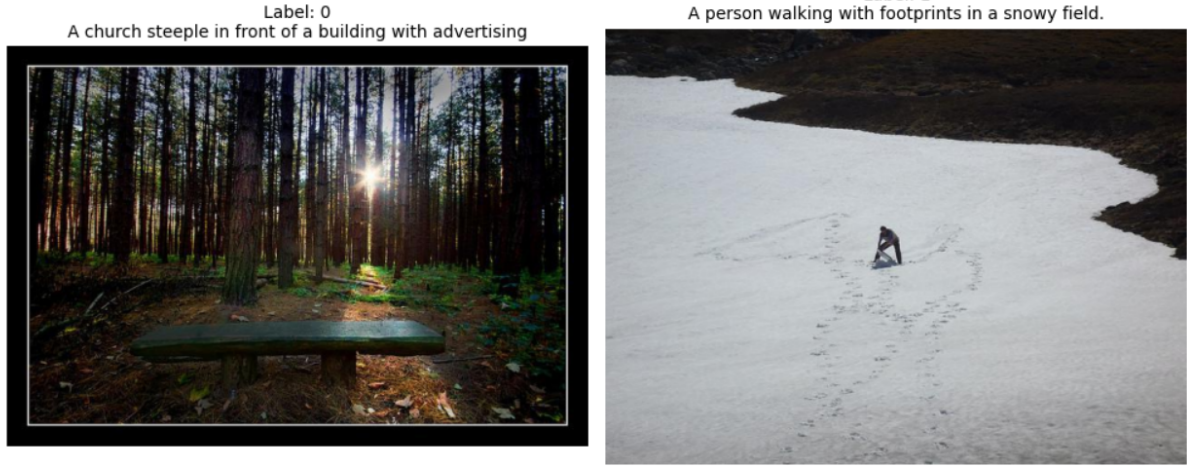 Label: 0
A church steeple in front of a building with advertising
A person walking with footprints in a snowy field.